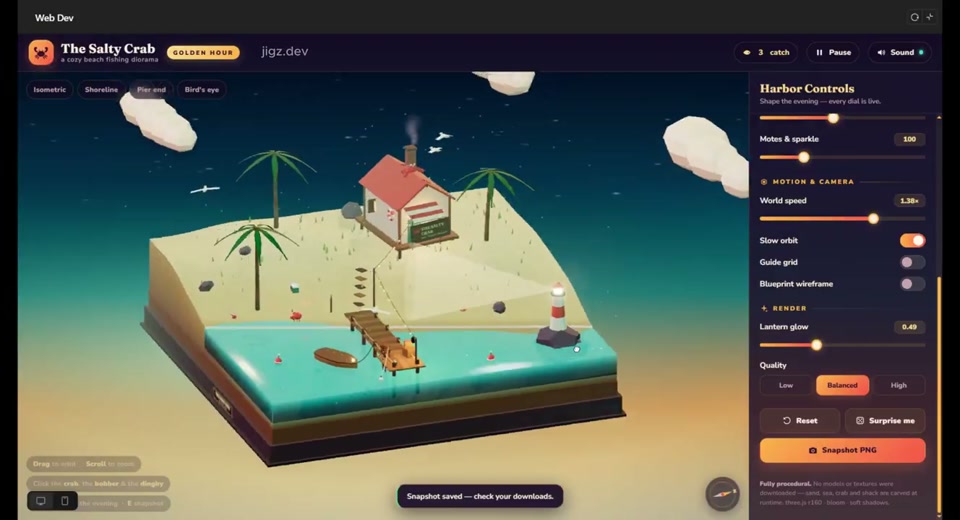 Web Dev
The Salty Crab
a cozy beach fishing diorama
GOLDEN HOUR
jigz.dev
3 catch
Pause
Sound
Isometric
Shoreline
Pier end
Bird's eye
Harbor Controls
Shape the evening — every dial is live.
Motes & sparkle
100
MOTION & CAMERA
World speed
1.38×
Slow orbit
Guide grid
Blueprint wireframe
RENDER
Lantern glow
0.49
Quality
Low
Balanced
High
Reset
Surprise me
Snapshot PNG
Fully procedural. No models or textures were
downloaded — sand, sea, crab and shack are carved at
runtime. three.js r160 · bloom · soft shadows.
Drag to orbit Scroll to zoom
Click the crab, the bobber & the dinghy
the evening · S snapshot
Snapshot saved — check your downloads.